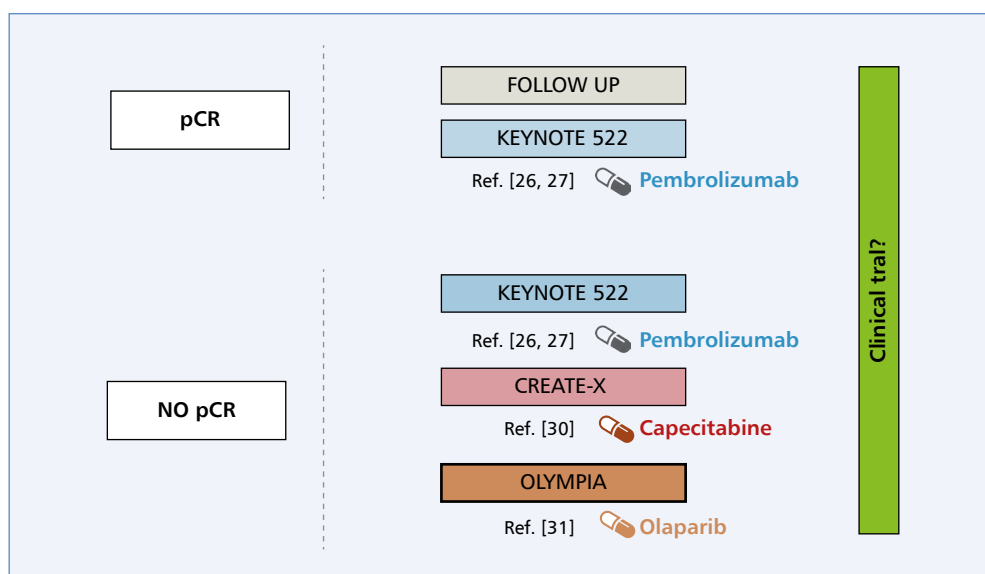 pCR
FOLLOW UP
KEYNOTE 522
Ref. [26, 27] Pembrolizumab
NO pCR
KEYNOTE 522
Ref. [26, 27] Pembrolizumab
CREATE-X
Ref. [30] Capecitabine
OLYMPIA
Ref. [31] Olaparib
Clinical tral?